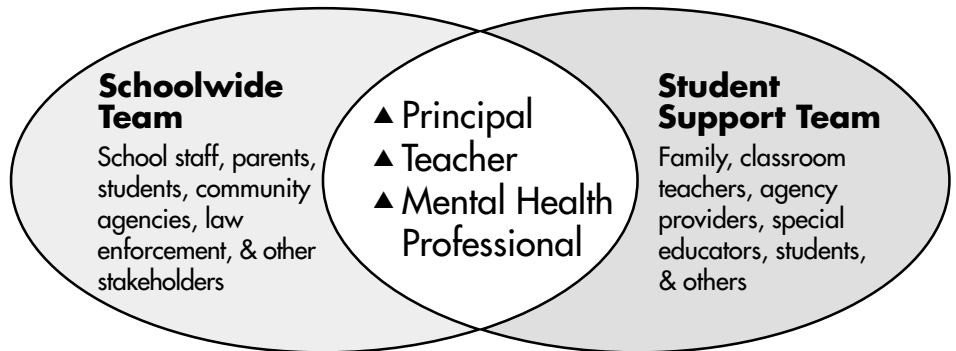 Schoolwide
Team
School staff, parents,
students, community
agencies, law
enforcement, & other
stakeholders
▲ Principal
▲ Teacher
▲ Mental Health
Professional
Student
Support Team
Family, classroom
teachers, agency
providers, special
educators, students,
& others